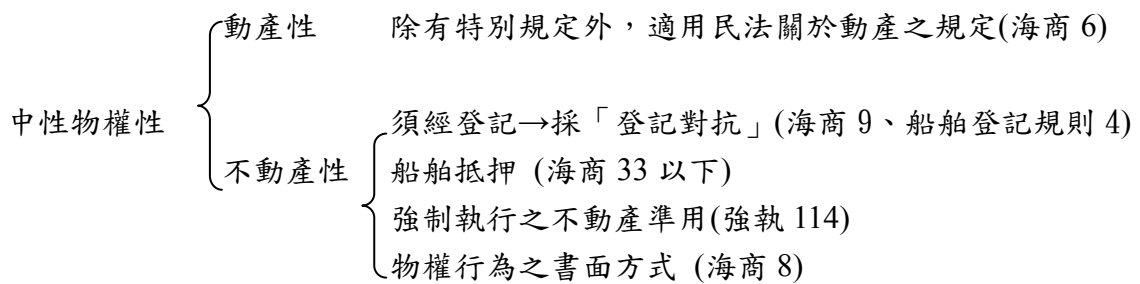 動產性 除有特別規定外,適用民法關於動產之規定(海商 6)
中性物權性
須經登記→採「登記對抗」(海商 9、船舶登記規則 4)
不動產性 船舶抵押 (海商 33 以下)
強制執行之不動產準用(強執 114)
物權行為之書面方式 (海商 8)